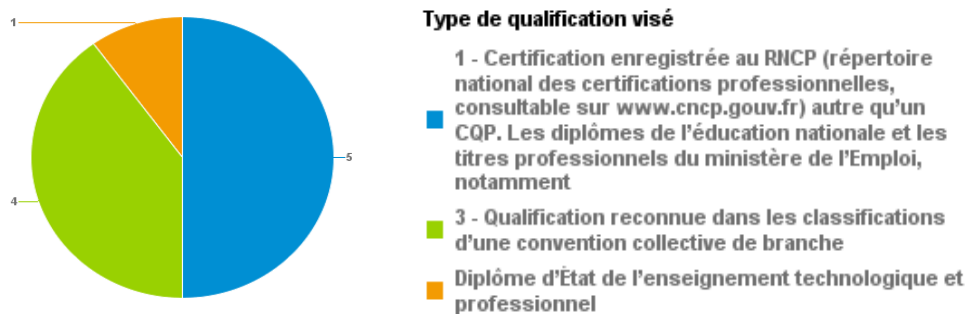 1
5
4
Type de qualification visé
1 - Certification enregistrée au RNCP (répertoire
national des certifications professionnelles,
consultable sur www.cncp.gouv.fr) autre qu'un
CQP. Les diplômes de l'éducation nationale et les
titres professionnels du ministère de l'Emploi,
notamment
3 - Qualification reconnue dans les classifications
d'une convention collective de branche
Diplôme d'État de l'enseignement technologique et
professionnel